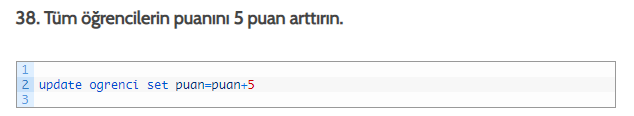 38. Tüm öğrencilerin puanını 5 puan arttırın.
1
2 update ogrenci set puan=puan+5
3